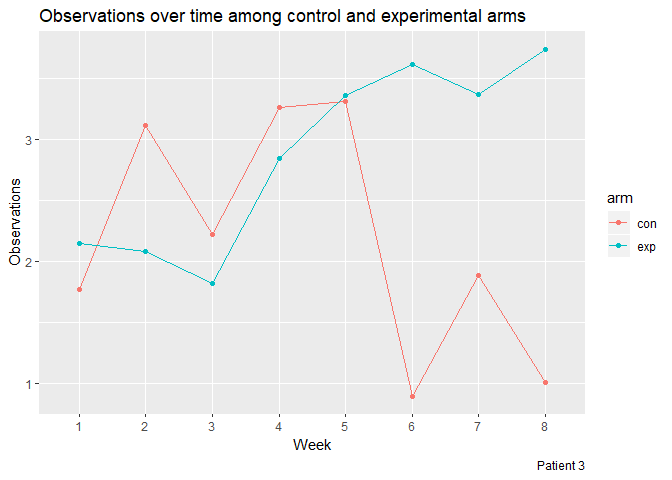 Observations over time among control and experimental arms
Observations
3
2
1
1 2 3 4 5 6 7 8
Week
arm
con
exp
Patient 3